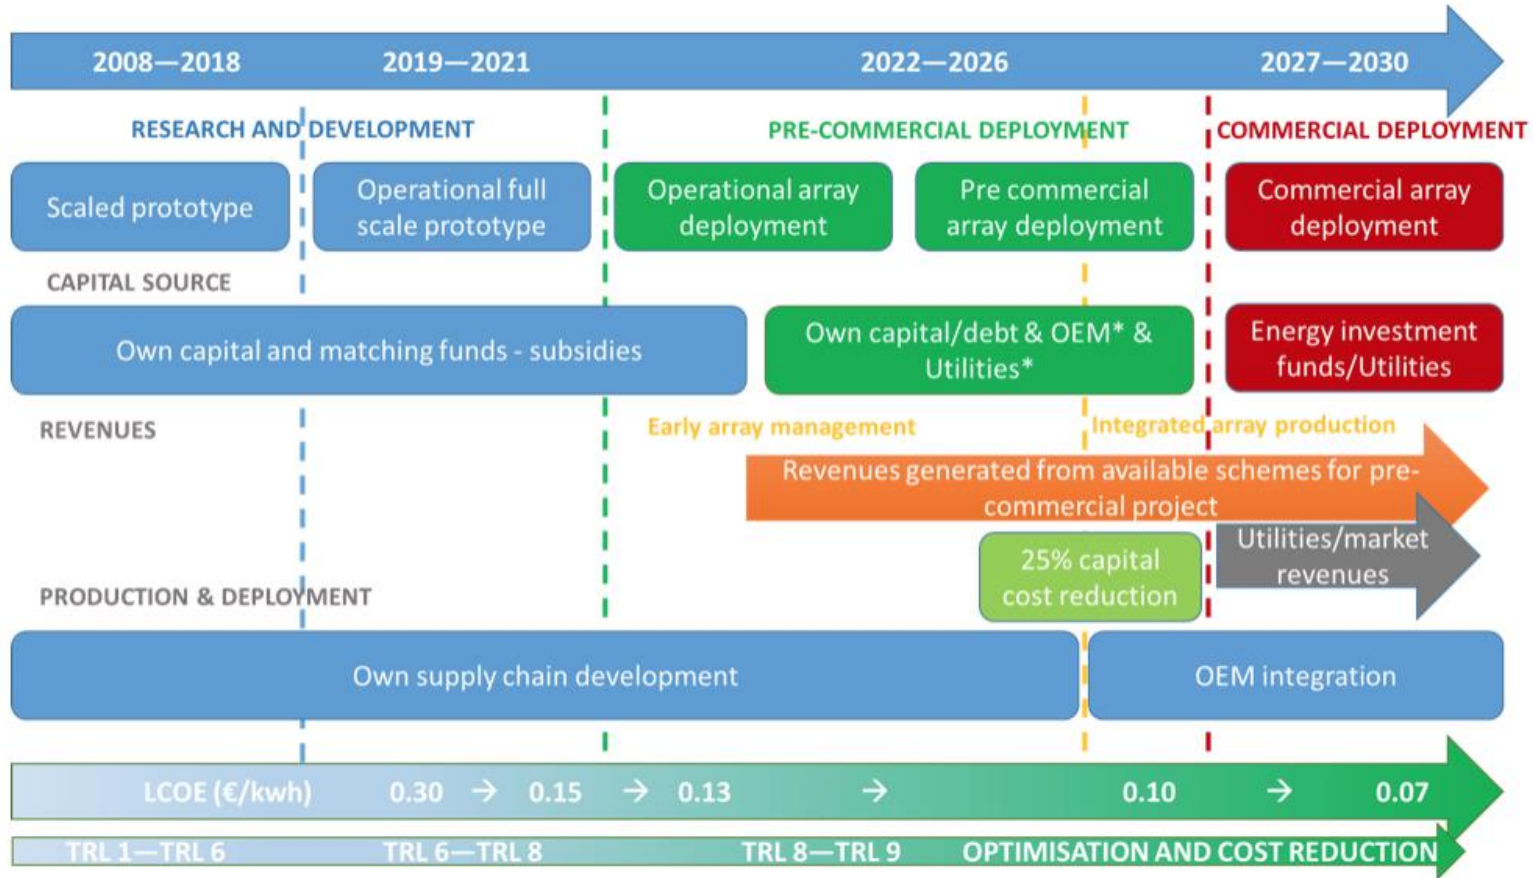 2008—2018 2019—2021 2022—2026 2027—2030
RESEARCH AND DEVELOPMENT PRE-COMMERCIAL DEPLOYMENT COMMERCIAL DEPLOYMENT
Scaled prototype
Operational full
scale prototype
Operational array
deployment
Pre commercial
array deployment
Commercial array
deployment
CAPITAL SOURCE
Own capital and matching funds - subsidies
Own capital/debt & OEM* &
Utilities*
Energy investment
funds/Utilities
REVENUES
Early array management
Integrated array production
Revenues generated from available schemes for pre-
commercial project
Utilities/market
revenues
25% capital
cost reduction
PRODUCTION & DEPLOYMENT
Own supply chain development
OEM integration
LCOE (€/kwh) 0.30 → 0.15 → 0.13 → 0.10 → 0.07
TRL 1—TRL 6 TRL 6—TRL 8 TRL 8—TRL 9 OPTIMISATION AND COST REDUCTION